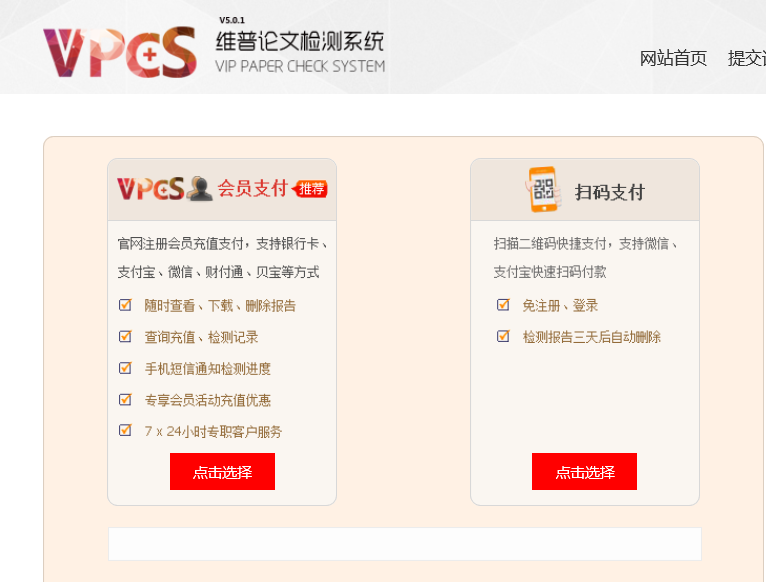 V5.0.1
VPCS 维普论文检测系统
VIP PAPER CHECK SYSTEM
网站首页 提交
VPCS 会员支付 推荐
官网注册会员充值支付，支持银行卡、
支付宝、微信、财付通、贝宝等方式
随时查看、下载、删除报告
查询充值、检测记录
手机短信通知检测进度
专享会员活动充值优惠
7 x 24小时专职客户服务
点击选择
扫码支付
扫描二维码快捷支付，支持微信、
支付宝快速扫码付款
免注册、登录
检测报告三天后自动删除
点击选择